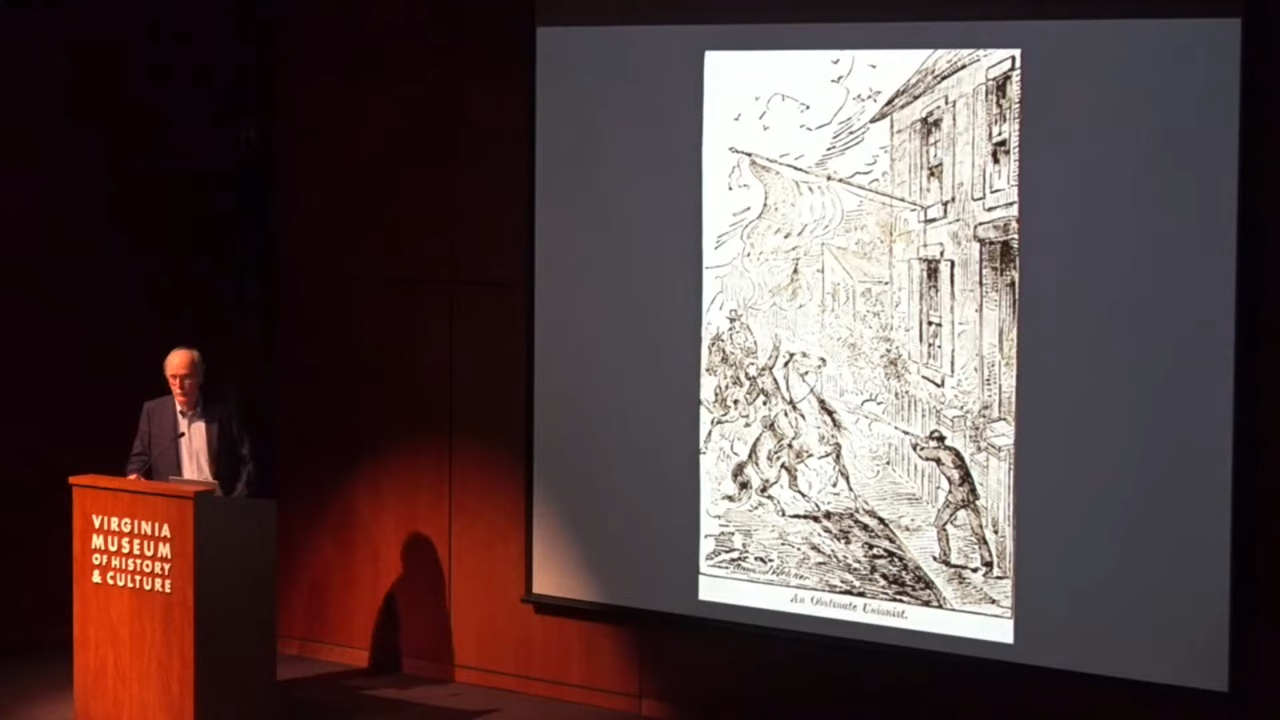 VIRGINIA
MUSEUM
OF HISTORY
& CULTURE
An Obstinate Unionist.